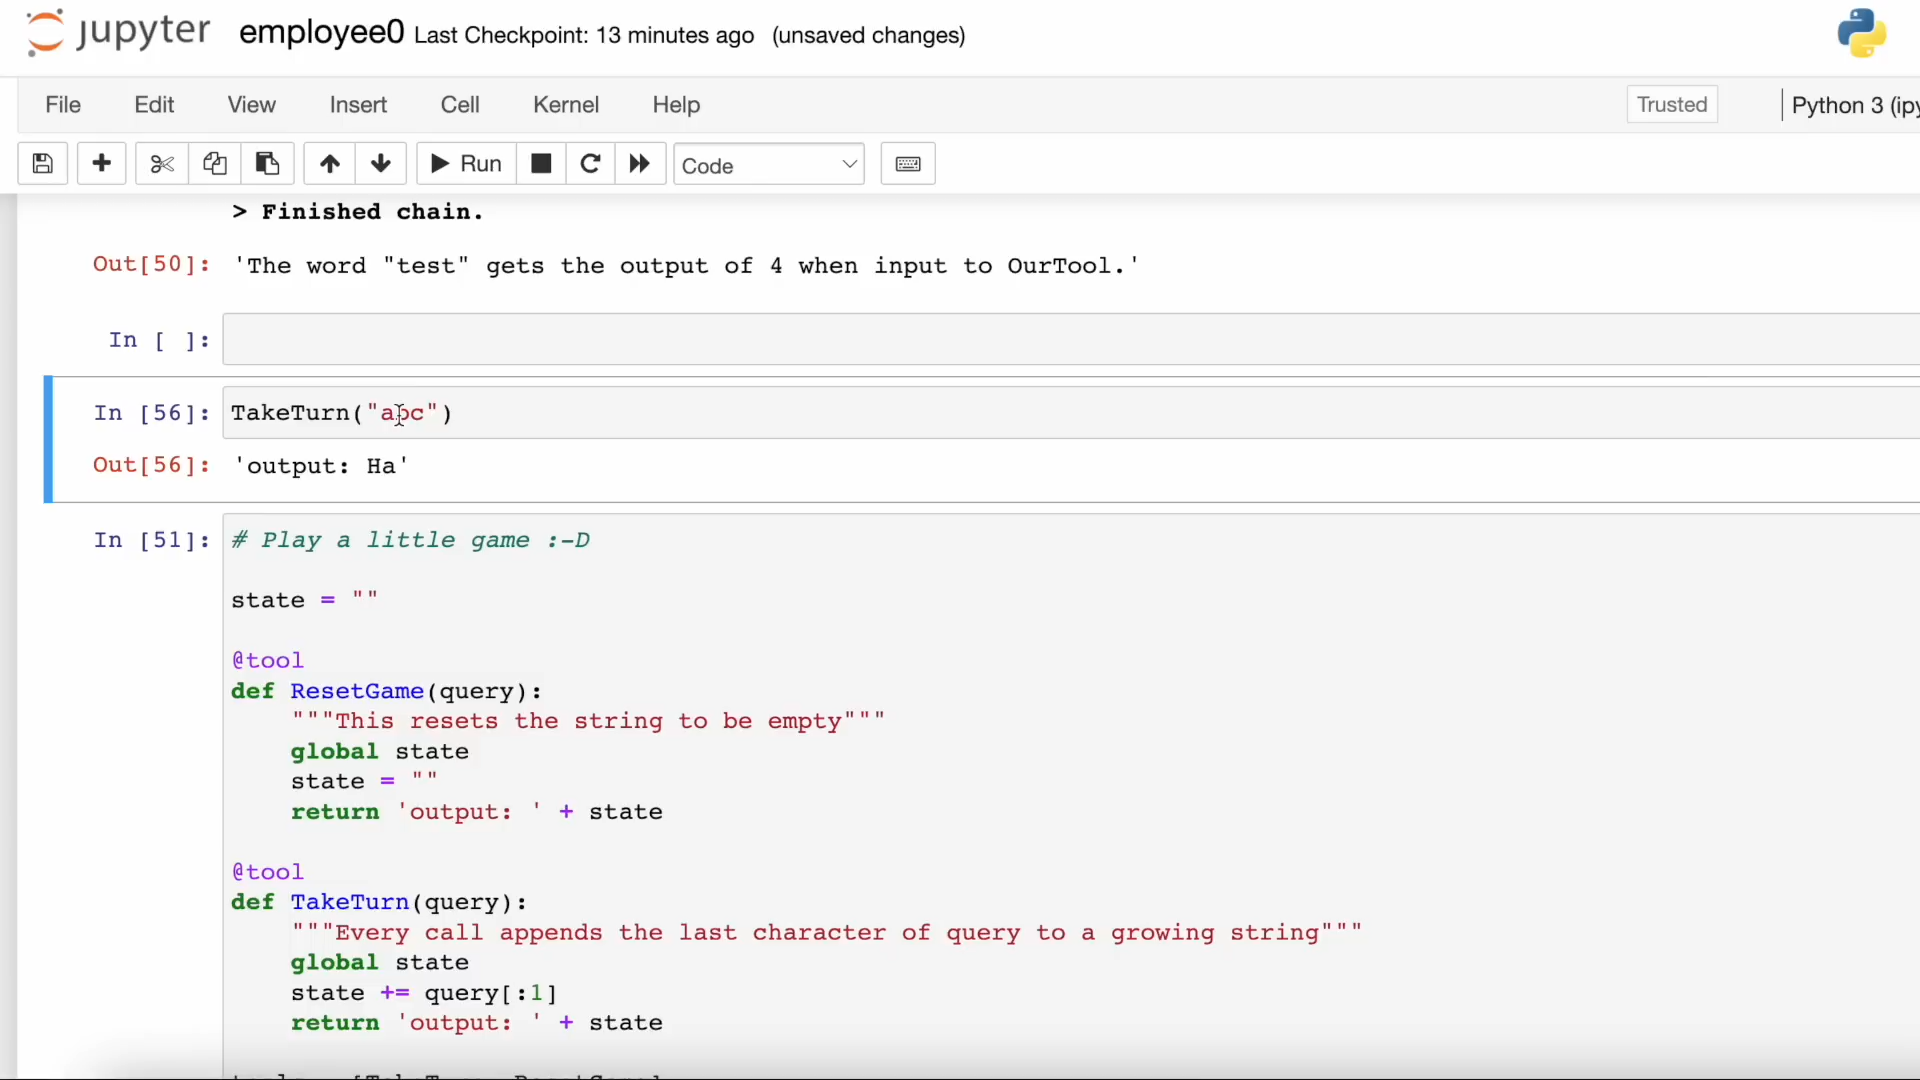 jupyter employee0 Last Checkpoint: 13 minutes ago (unsaved changes)
File Edit View Insert Cell Kernel Help Trusted Python 3 (ipy
Run Code
> Finished chain.
Out[50]: 'The word "test" gets the output of 4 when input to OurTool.'
In [ ]:
In [56]: TakeTurn("abc")
Out[56]: 'output: Ha'
In [51]: # Play a little game :-D
state = ""
@tool
def ResetGame(query):
"""This resets the string to be empty"""
global state
state = ""
return 'output: ' + state
@tool
def TakeTurn(query):
"""Every call appends the last character of query to a growing string"""
global state
state += query[:1]
return 'output: ' + state